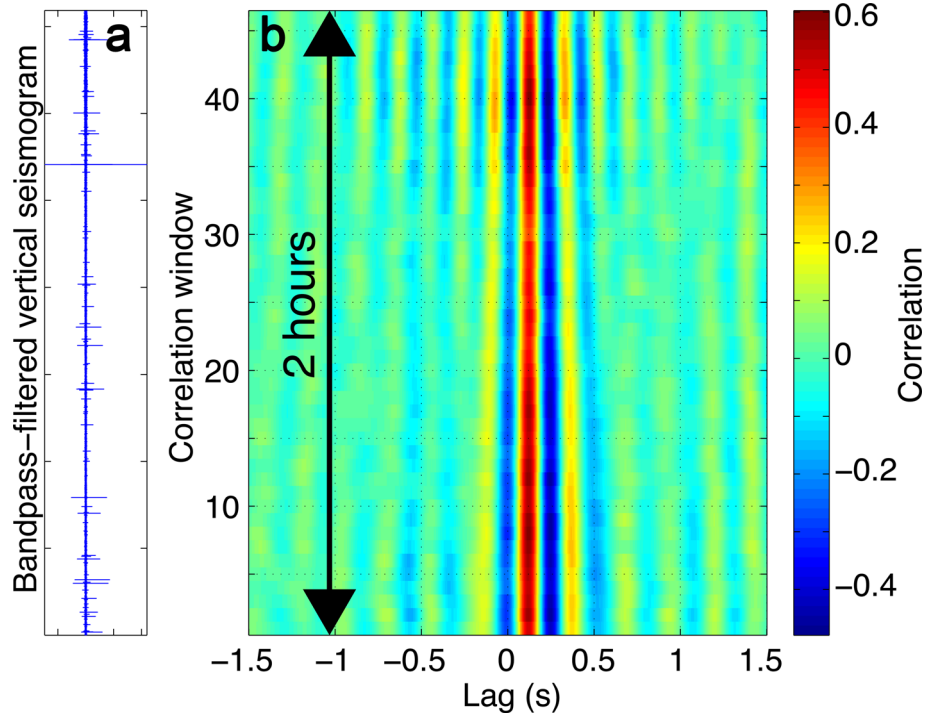 a
Bandpass−filtered vertical seismogram
b
2 hours
Correlation window
40
30
20
10
−1.5
−1
−0.5
0
0.5
1
1.5
Lag (s)
0.6
0.4
0.2
0
−0.2
−0.4
Correlation